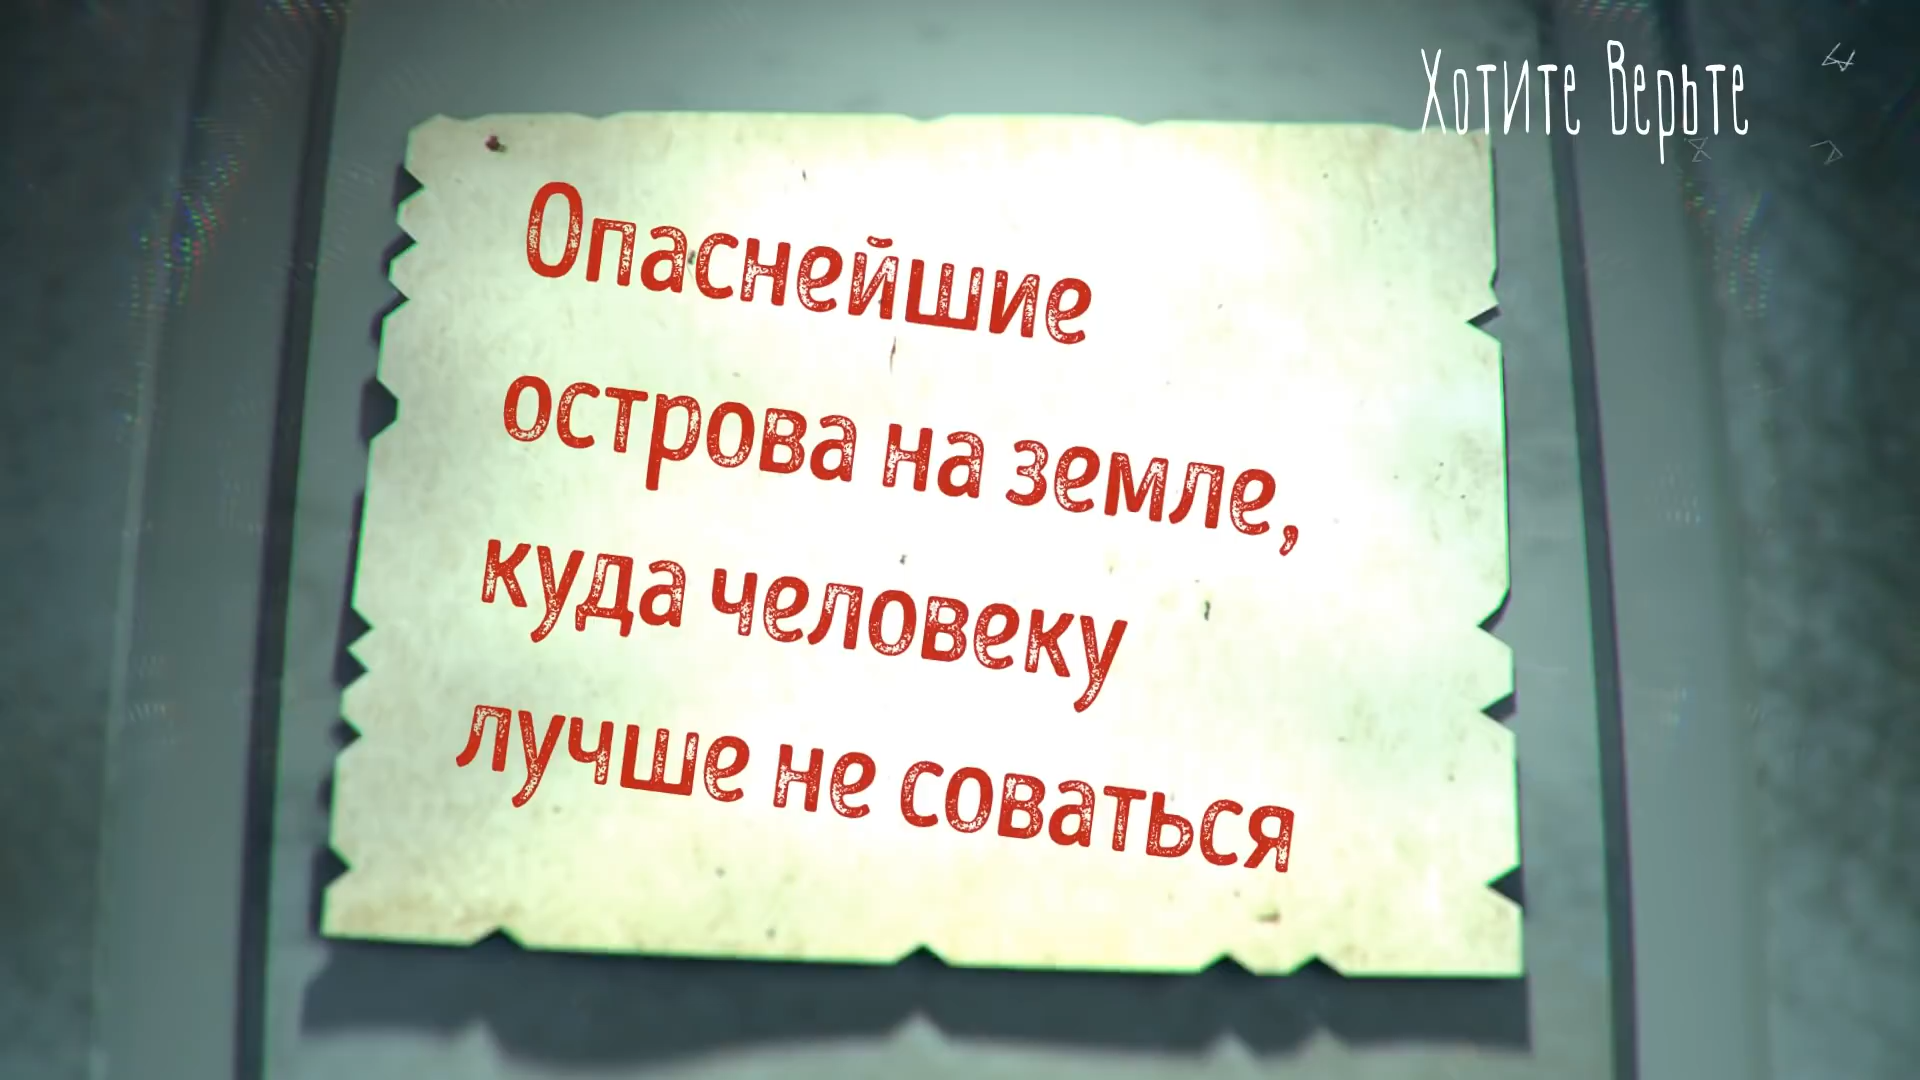 Хотите Верьте
Опаснейшие
острова на земле,
куда человеку
лучше не соваться